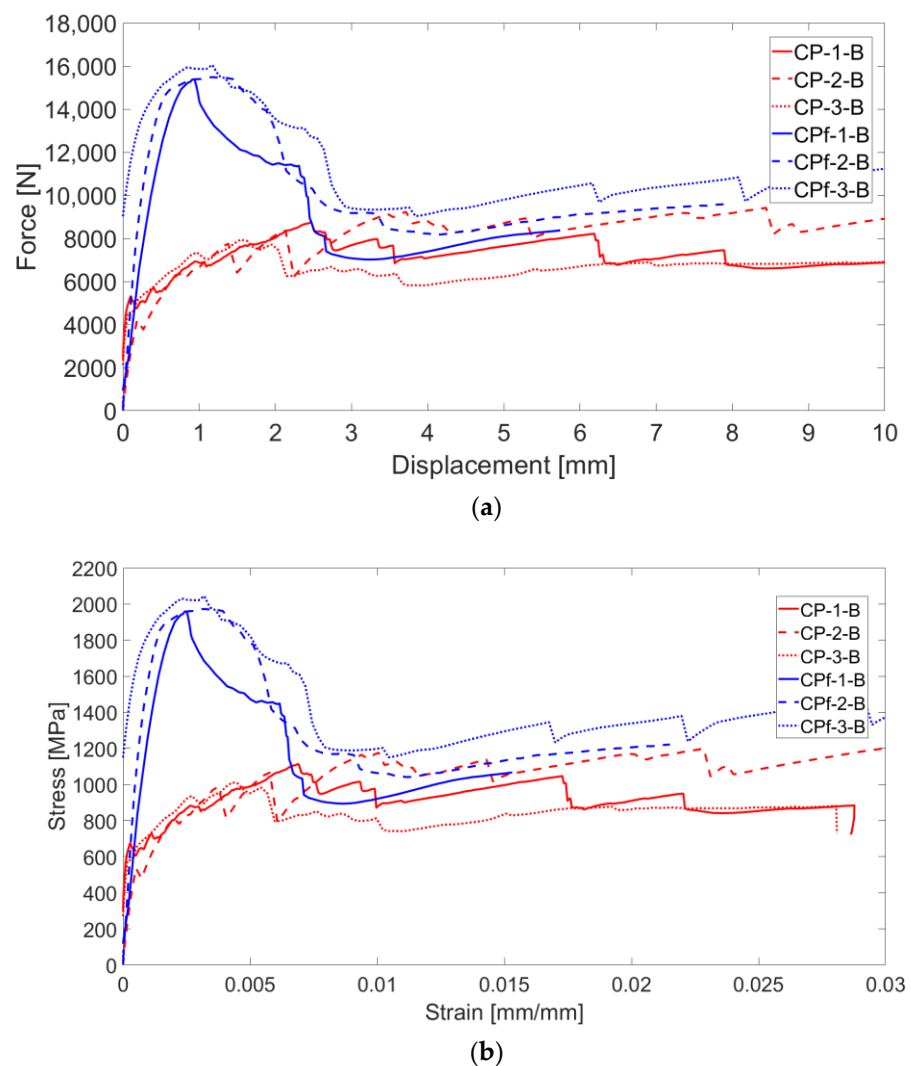 18,000
16,000
14,000
12,000
10,000
8000
6000
4000
2000
0
Force [N]
CP-1-B
CP-2-B
CP-3-B
CPf-1-B
CPf-2-B
CPf-3-B
0 1 2 3 4 5 6 7 8 9 10
Displacement [mm]
(a)
2200
2000
1800
1600
1400
1200
1000
800
600
400
200
0
Stress [MPa]
CP-1-B
CP-2-B
CP-3-B
CPf-1-B
CPf-2-B
CPf-3-B
0 0.005 0.01 0.015 0.02 0.025 0.03
Strain [mm/mm]
(b)